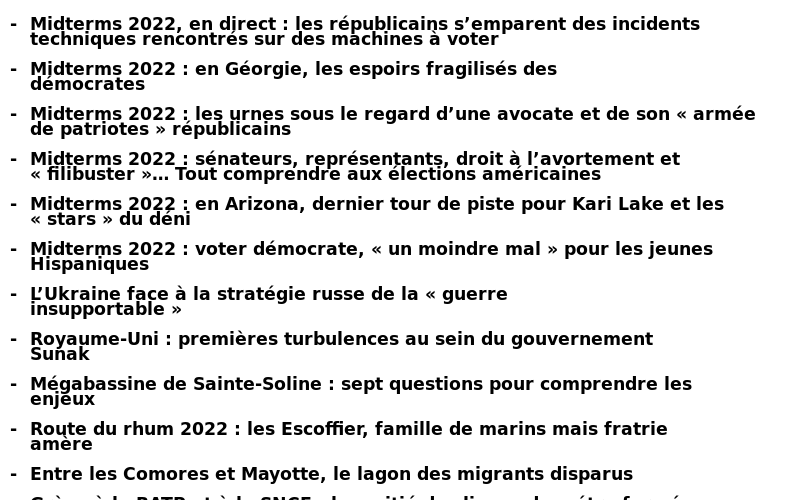 - Midterms 2022, en direct : les républicains s’emparent des incidents
techniques rencontrés sur des machines à voter
- Midterms 2022 : en Géorgie, les espoirs fragilisés des
démocrates
- Midterms 2022 : les urnes sous le regard d’une avocate et de son « armée
de patriotes » républicains
- Midterms 2022 : sénateurs, représentants, droit à l’avortement et
« filibuster »… Tout comprendre aux élections américaines
- Midterms 2022 : en Arizona, dernier tour de piste pour Kari Lake et les
« stars » du déni
- Midterms 2022 : voter démocrate, « un moindre mal » pour les jeunes
Hispaniques
- L’Ukraine face à la stratégie russe de la « guerre
insupportable »
- Royaume-Uni : premières turbulences au sein du gouvernement
Sunak
- Mégabassine de Sainte-Soline : sept questions pour comprendre les
enjeux
- Route du rhum 2022 : les Escoffier, famille de marins mais fratrie
amère
- Entre les Comores et Mayotte, le lagon des migrants disparus